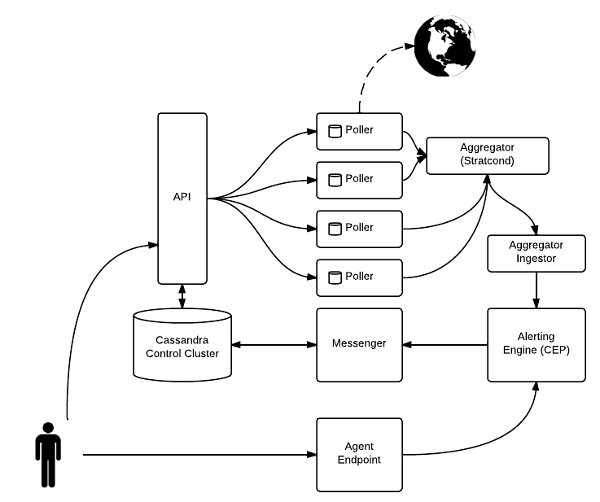 Poller
Aggregator
(Stratcond)
Poller
API
Poller
Aggregator
Ingestor
Poller
Cassandra
Control Cluster
Messenger
Alerting
Engine (CEP)
Agent
Endpoint